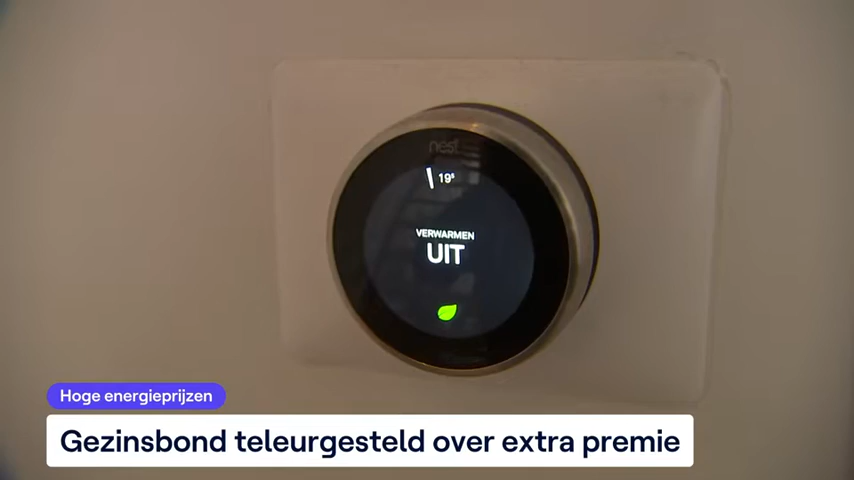 nest
19⁵
VERWARMEN
UIT
Hoge energieprijzen
Gezinsbond teleurgesteld over extra premie